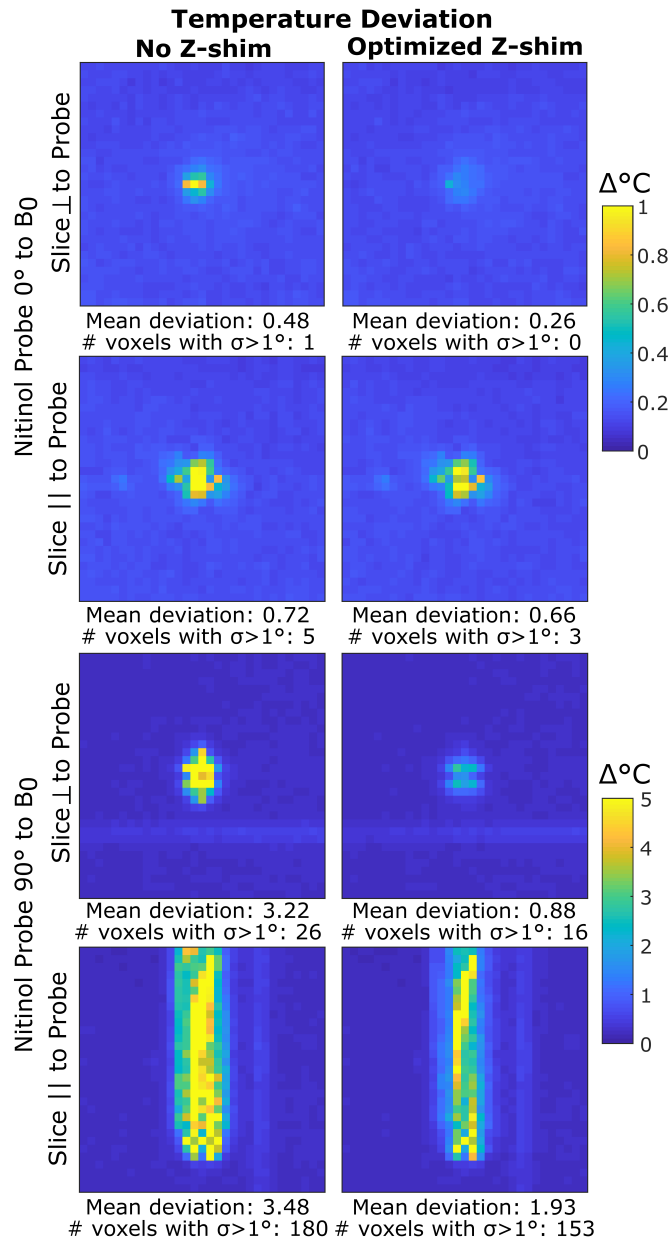 Temperature Deviation
No Z-shim
Optimized Z-shim
Nitinol Probe 0° to B0
Slice⊥to Probe
Mean deviation: 0.48
# voxels with σ>1°: 1
Mean deviation: 0.26
# voxels with σ>1°: 0
Δ°C
1
0.8
0.6
0.4
0.2
0
Slice || to Probe
Mean deviation: 0.72
# voxels with σ>1°: 5
Mean deviation: 0.66
# voxels with σ>1°: 3
Nitinol Probe 90° to B0
Slice⊥to Probe
Mean deviation: 3.22
# voxels with σ>1°: 26
Mean deviation: 0.88
# voxels with σ>1°: 16
Δ°C
5
4
3
2
1
0
Slice || to Probe
Mean deviation: 3.48
# voxels with σ>1°: 180
Mean deviation: 1.93
# voxels with σ>1°: 153